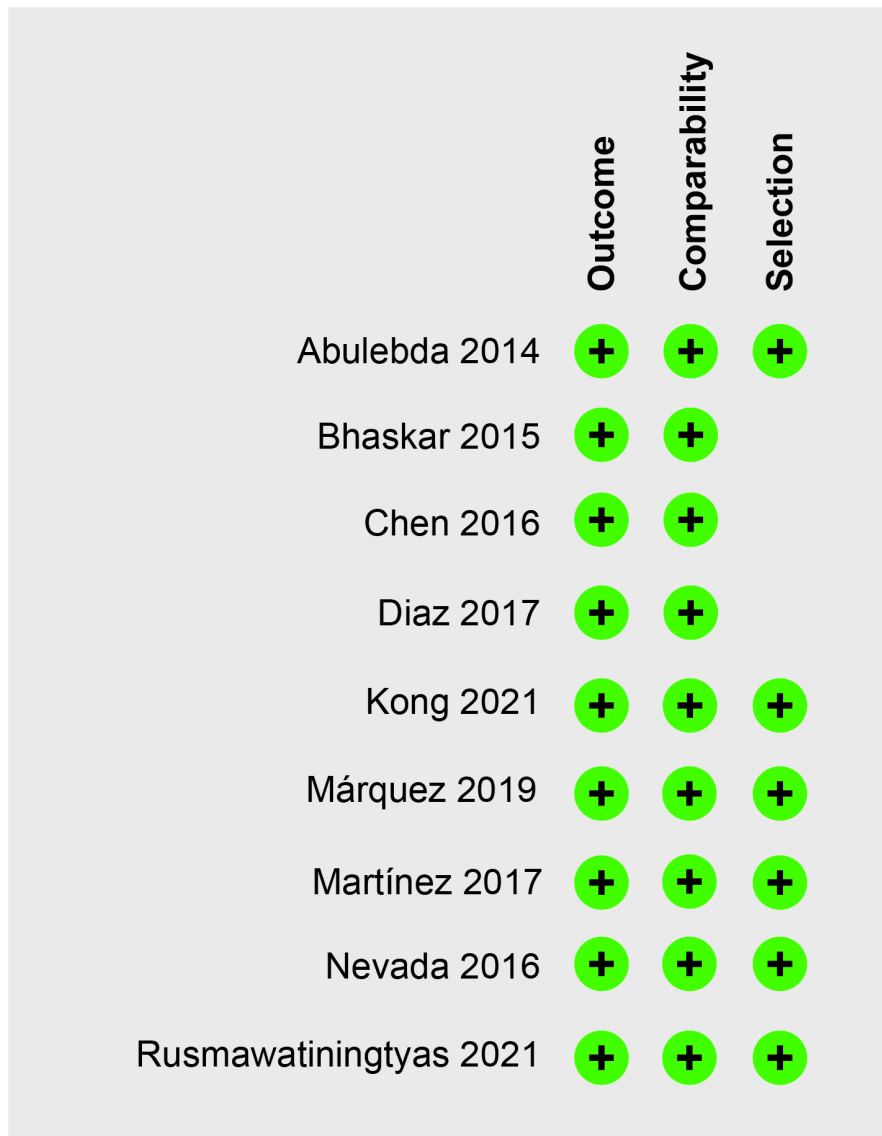 Outcome
Comparability
Selection
Abulebda 2014 + + +
Bhaskar 2015 + +
Chen 2016 + +
Diaz 2017 + +
Kong 2021 + + +
Márquez 2019 + + +
Martínez 2017 + + +
Nevada 2016 + + +
Rusmawatiningtyas 2021 + + +